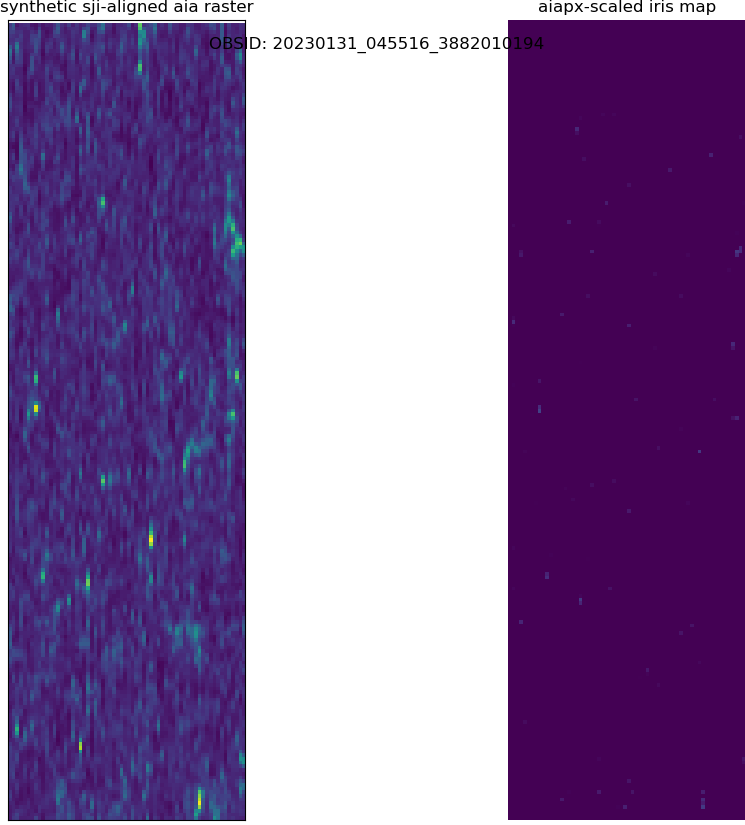 synthetic sji-aligned aia raster
aiapx-scaled iris map
OBSID: 20230131_045516_3882010194